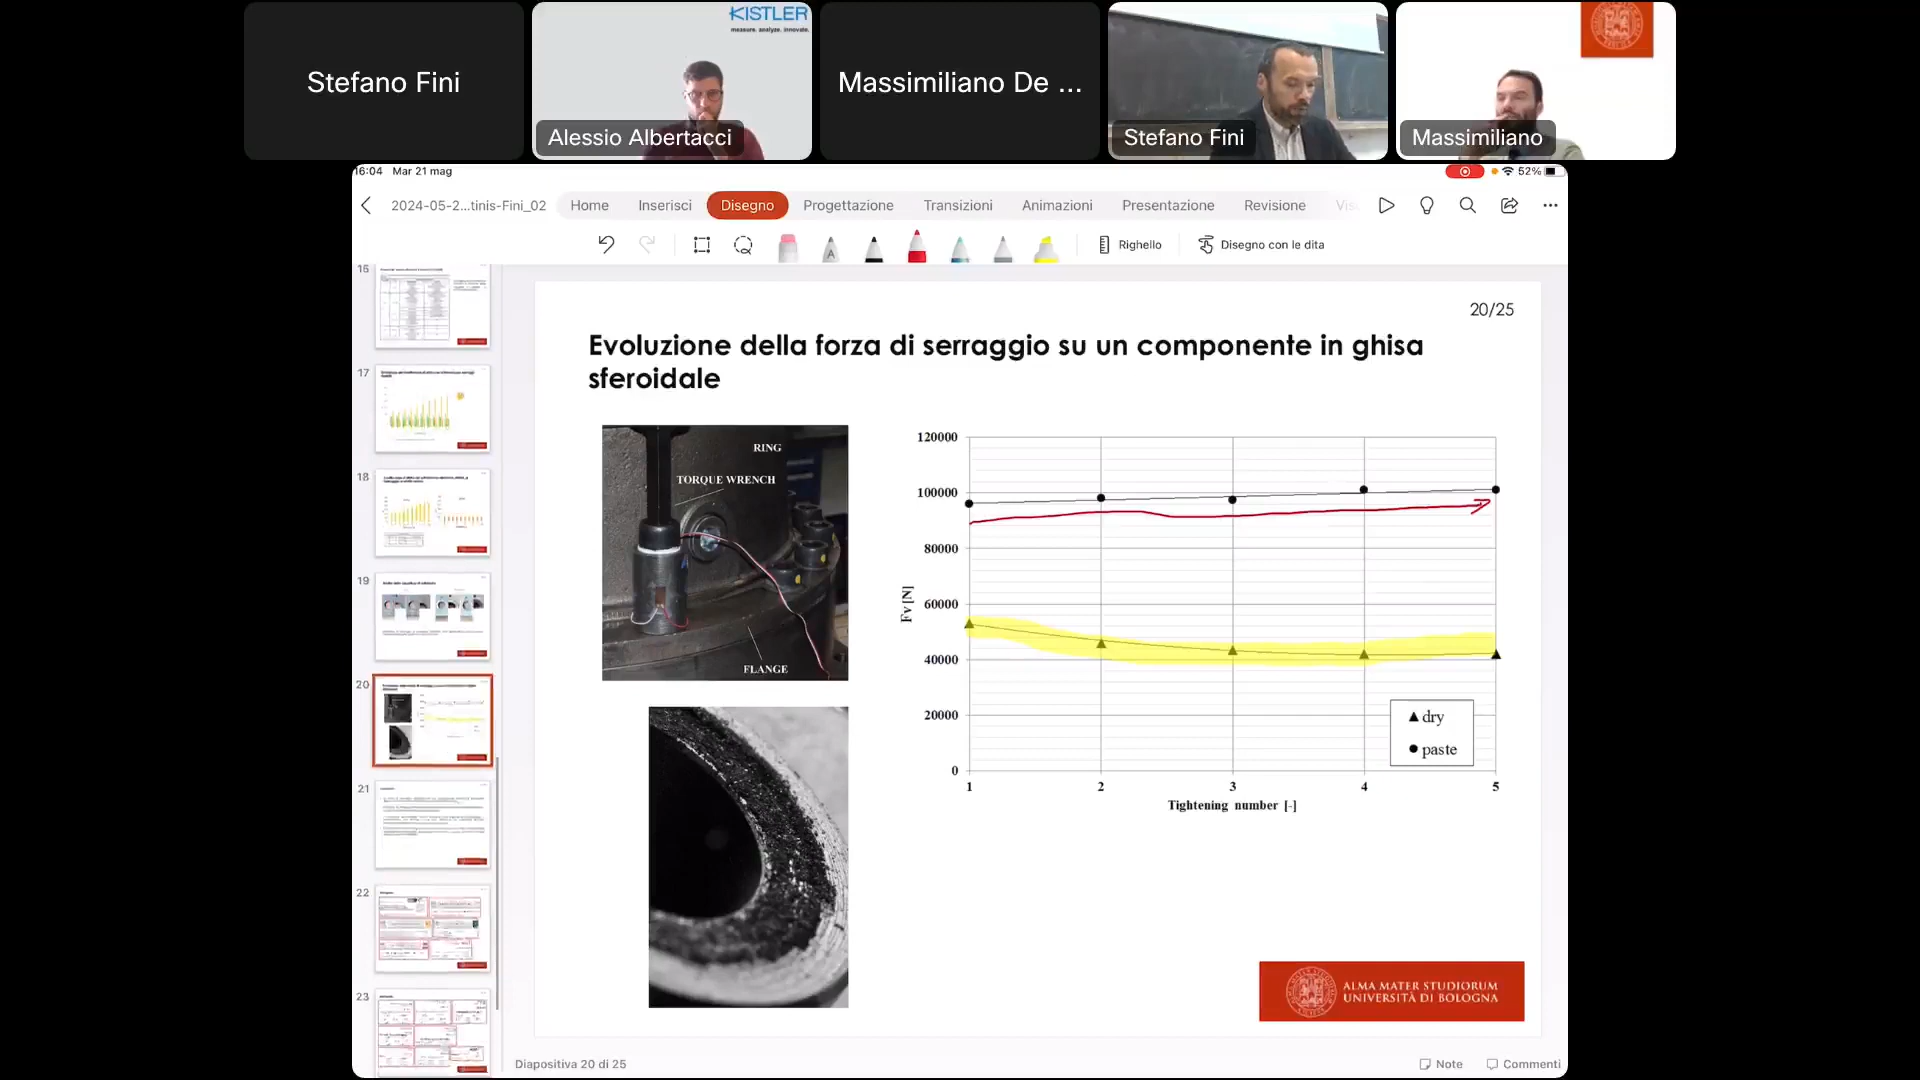 Stefano Fini
KISTLER
measure. analyze. innovate.
Alessio Albertacci
Massimiliano De ...
Stefano Fini
Massimiliano
16:04 Mar 21 mag
52%
2024-05-2...tinis-Fini_02
Home Inserisci Disegno Progettazione Transizioni Animazioni Presentazione Revisione
Righello
Disegno con le dita
16
17
18
19
20
21
22
23
20/25
Evoluzione della forza di serraggio su un componente in ghisa
sferoidale
RING
TORQUE WRENCH
FLANGE
120000
100000
80000
60000
40000
20000
0
Fv [N]
1 2 3 4 5
Tightening number [-]
dry
paste
ALMA MATER STUDIORUM
UNIVERSITÀ DI BOLOGNA
Diapositiva 20 di 25
Note
Commenti